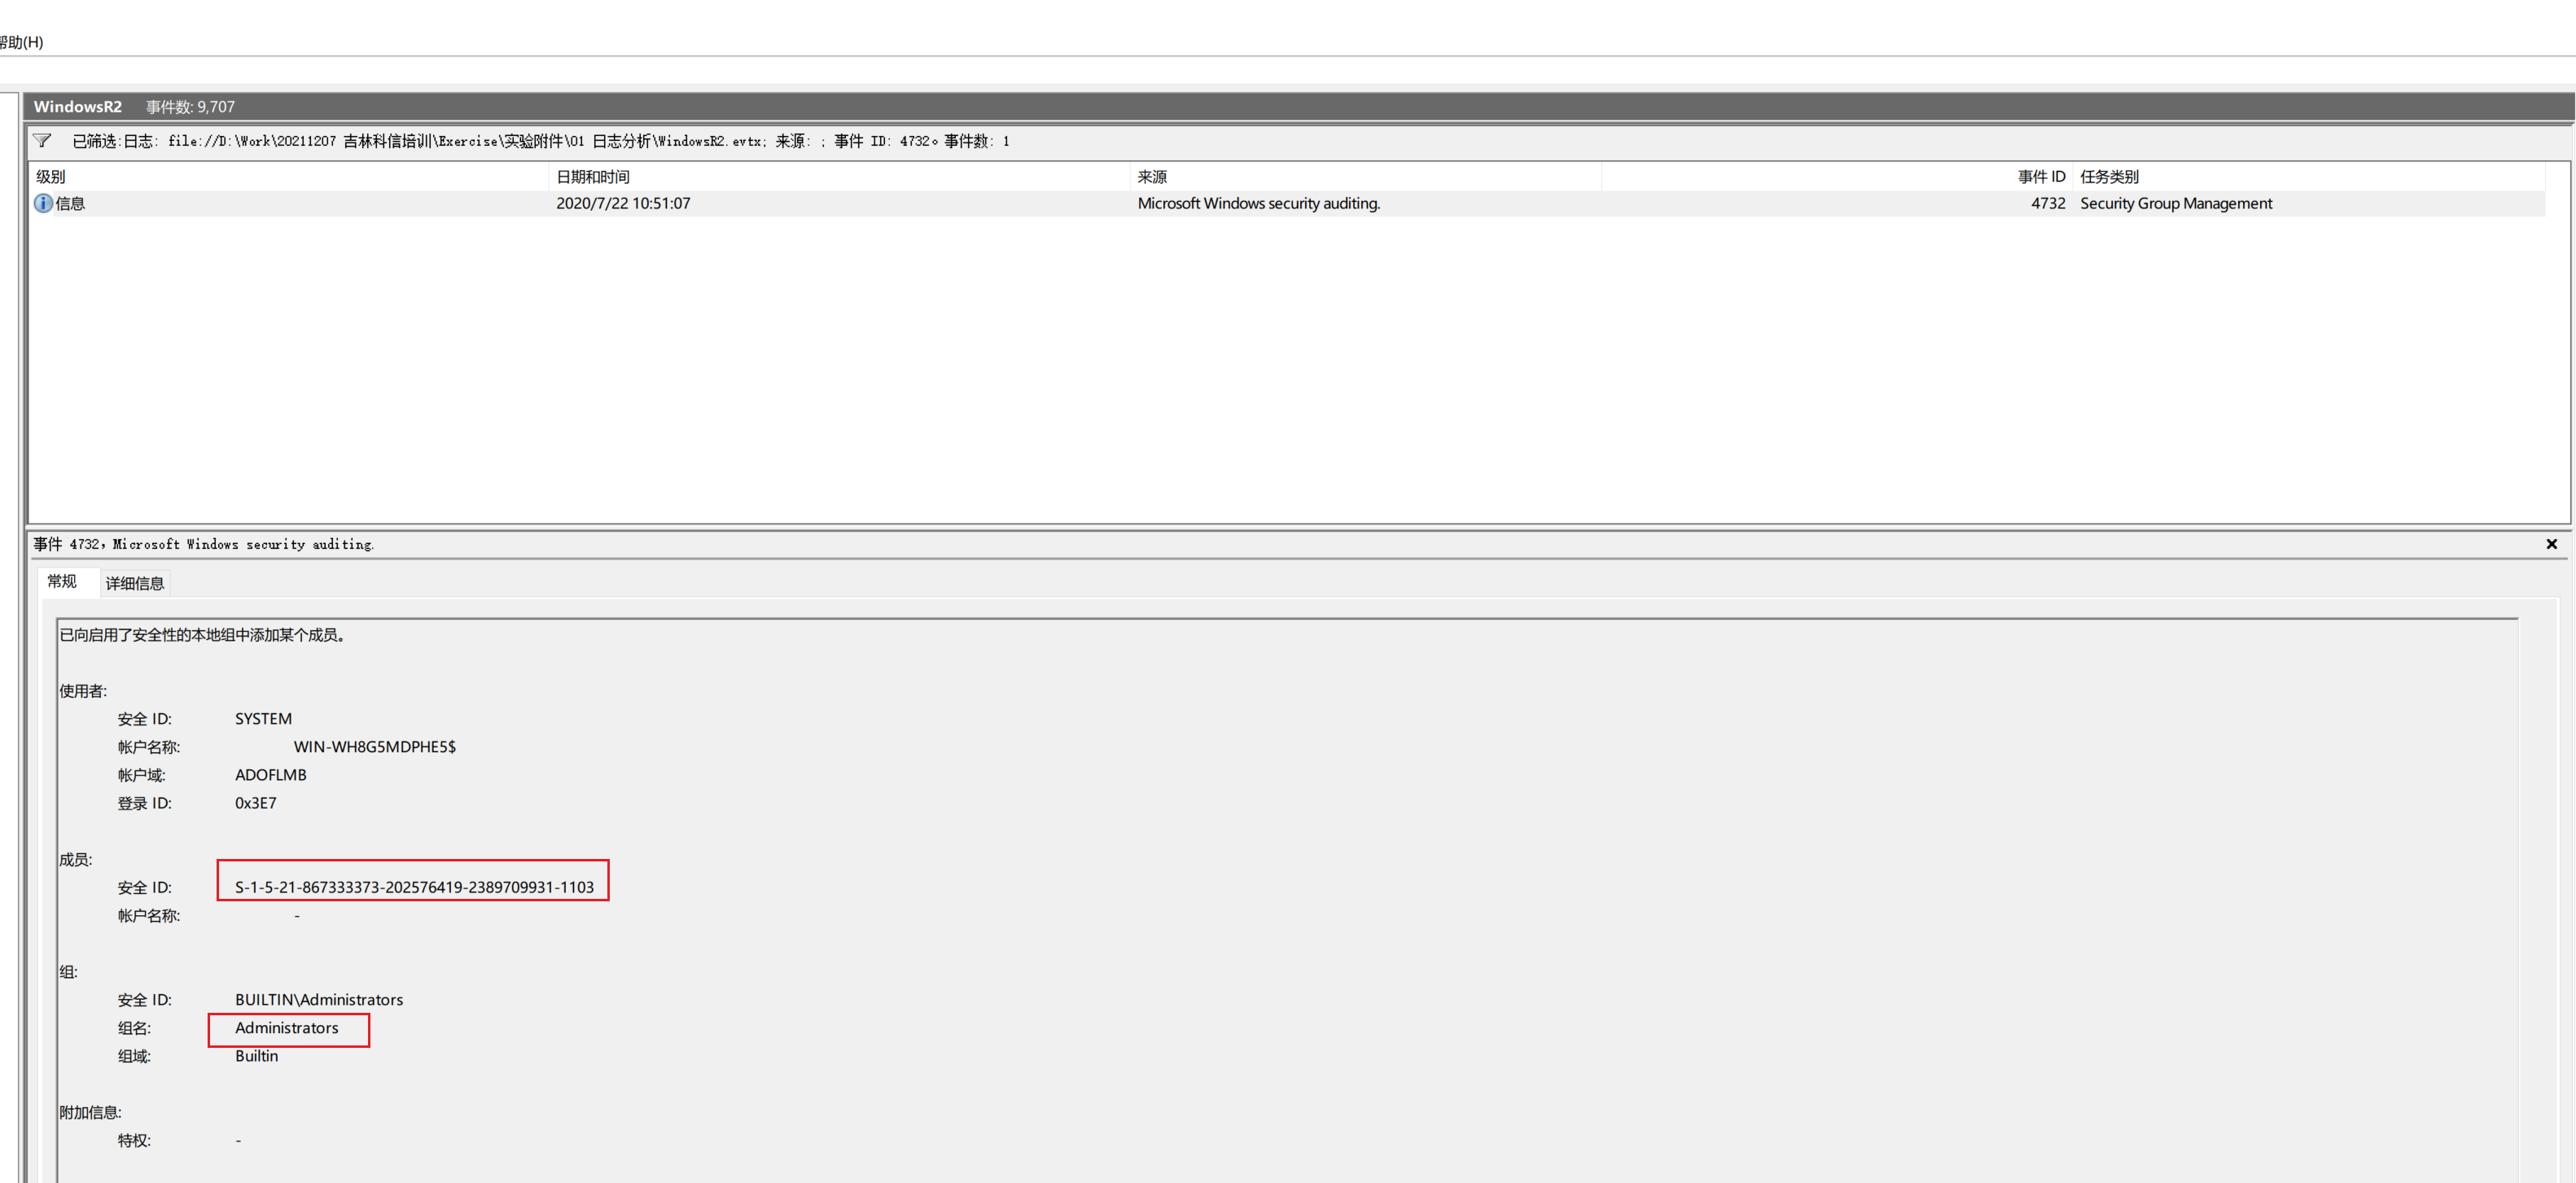 帮助(H)
WindowsR2 事件数: 9,707
已筛选:日志: file://D:\Work\20211207 吉林科信培训\Exercise\实验附件\01 日志分析\WindowsR2.evtx; 来源: ; 事件 ID: 4732。事件数: 1
级别 日期和时间 来源 事件 ID 任务类别
信息 2020/7/22 10:51:07 Microsoft Windows security auditing. 4732 Security Group Management
事件 4732，Microsoft Windows security auditing.
常规 详细信息
已向启用了安全性的本地组中添加某个成员。
使用者:
安全 ID: SYSTEM
帐户名称: WIN-WH8G5MDPHE5$
帐户域: ADOFLMB
登录 ID: 0x3E7
成员:
安全 ID: S-1-5-21-867333373-202576419-2389709931-1103
帐户名称: -
组:
安全 ID: BUILTIN\Administrators
组名: Administrators
组域: Builtin
附加信息:
特权: -